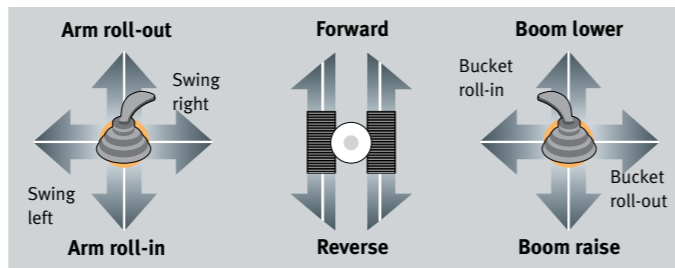 Arm roll-out
Swing
right
Swing
left
Arm roll-in
Forward
Reverse
Boom lower
Bucket
roll-in
Bucket
roll-out
Boom raise